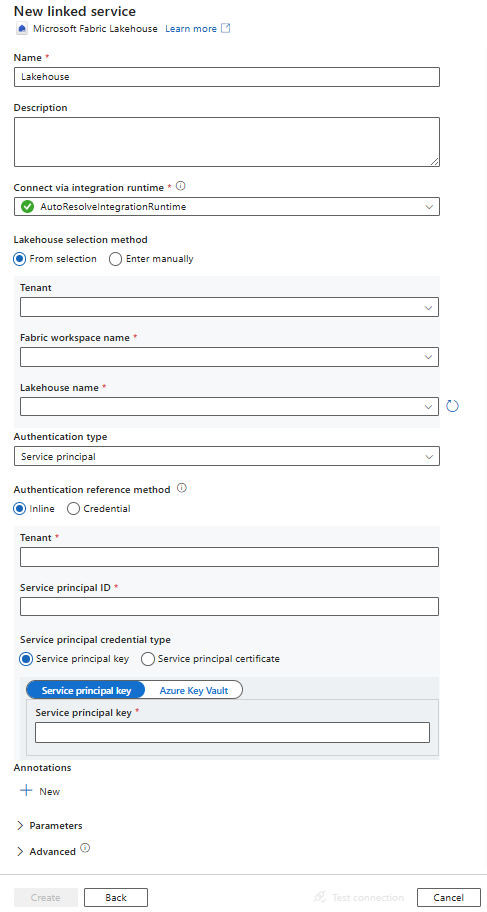 New linked service
Microsoft Fabric Lakehouse Learn more
Name *
Lakehouse
Description
Connect via integration runtime *
AutoResolveIntegrationRuntime
Lakehouse selection method
From selection Enter manually
Tenant
Fabric workspace name *
Lakehouse name *
Authentication type
Service principal
Authentication reference method
Inline Credential
Tenant *
Service principal ID *
Service principal credential type
Service principal key Service principal certificate
Service principal key Azure Key Vault
Service principal key *
Annotations
New
Parameters
Advanced
Create Back Test connection Cancel